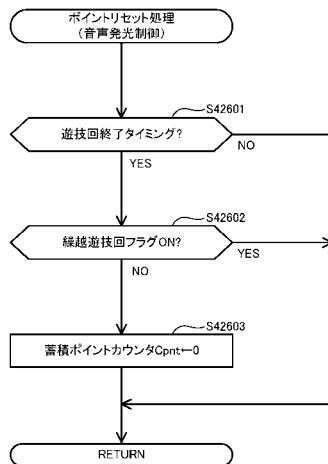 ポイントリセット処理
(音声発光制御)
S42601
遊技回終了タイミング?
NO
YES
S42602
繰越遊技回フラグON?
YES
NO
S42603
蓄積ポイントカウンタCpnt←0
RETURN